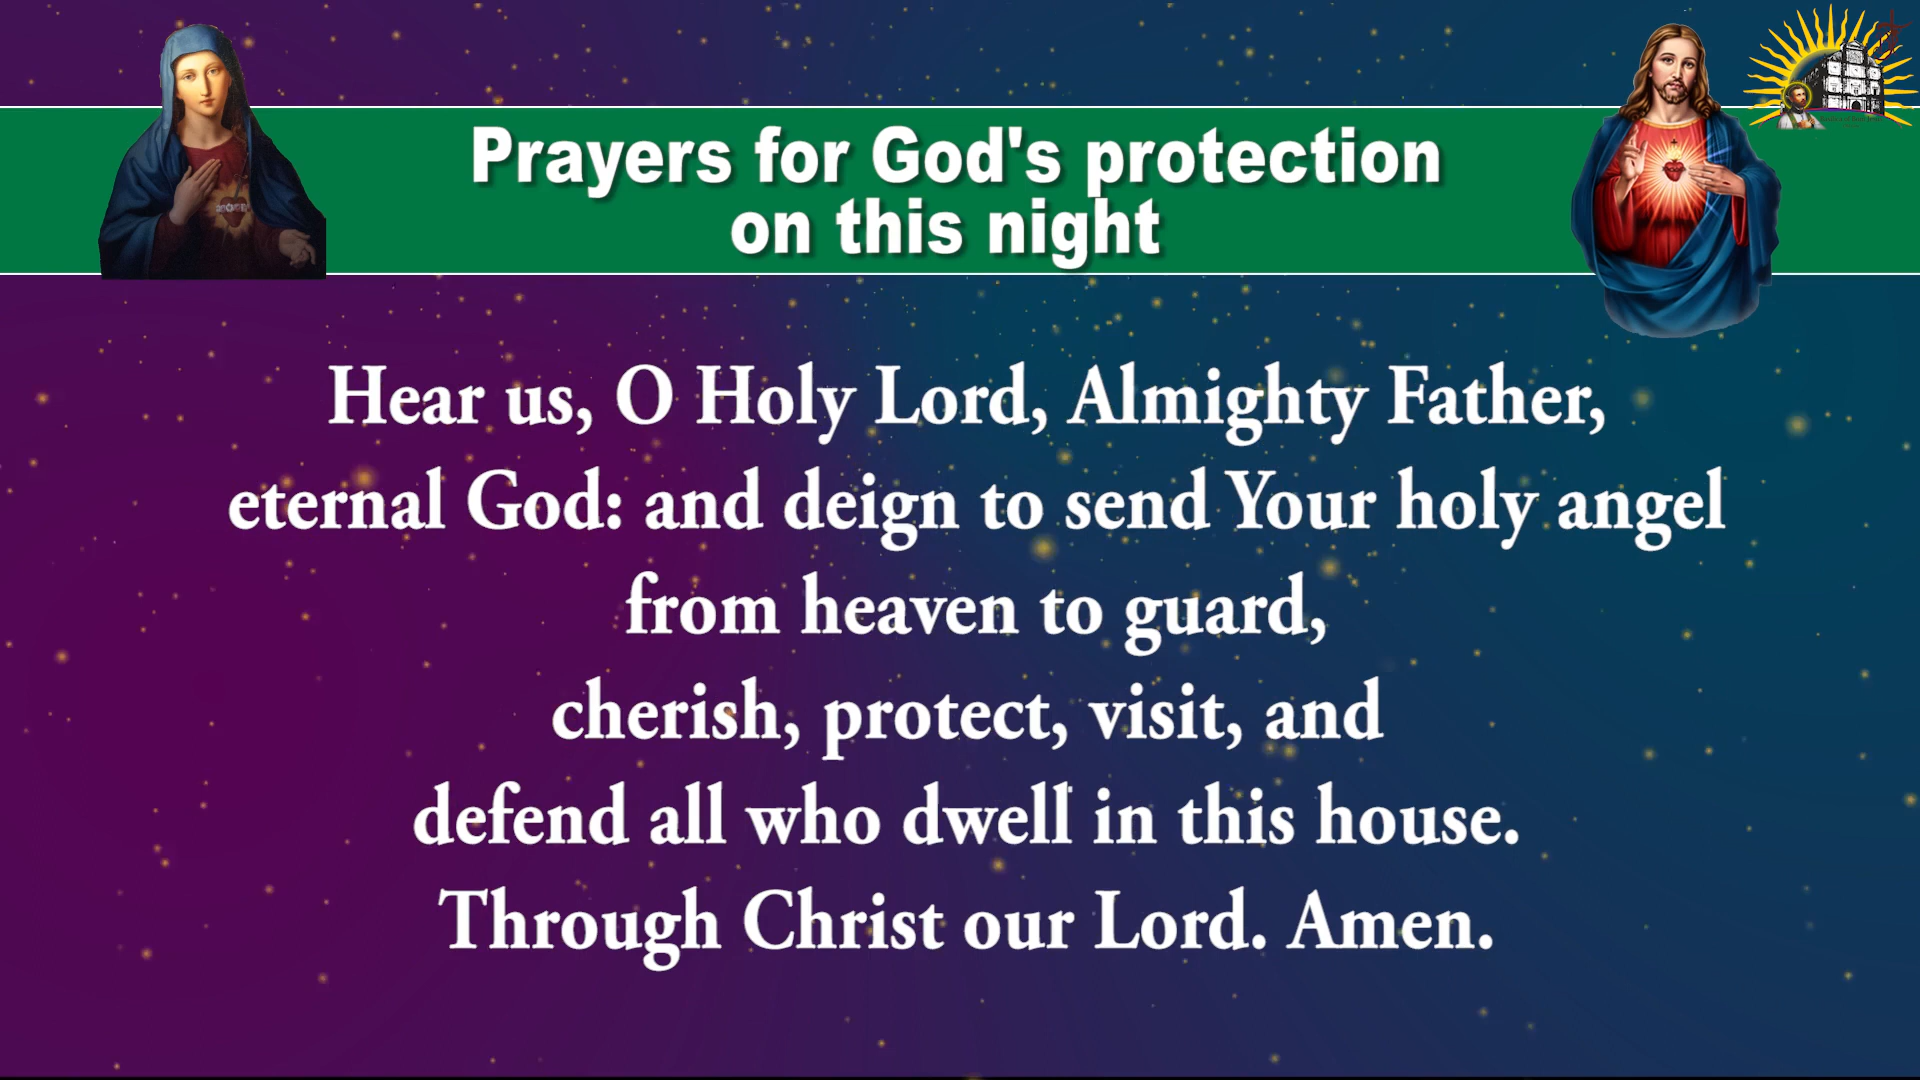 Prayers for God's protection
on this night
Hear us, O Holy Lord, Almighty Father,
eternal God: and deign to send Your holy angel
from heaven to guard,
cherish, protect, visit, and
defend all who dwell in this house.
Through Christ our Lord. Amen.